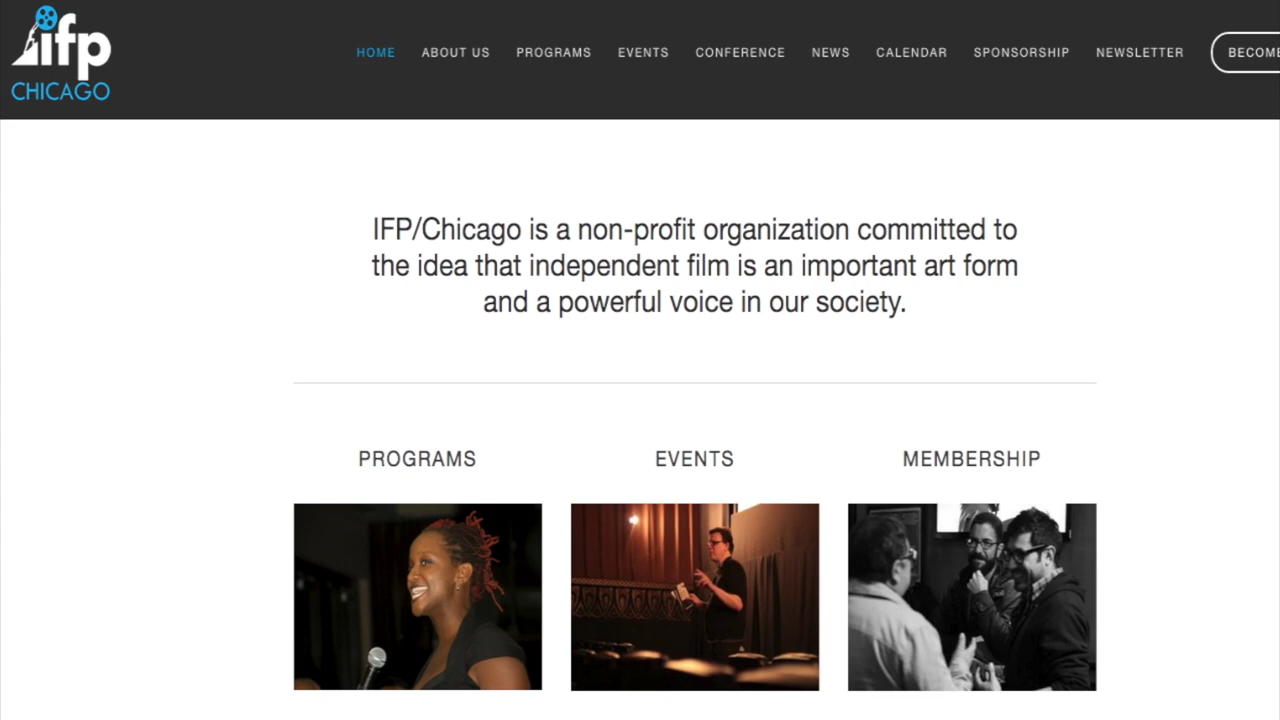 ifp
CHICAGO
HOME ABOUT US PROGRAMS EVENTS CONFERENCE NEWS CALENDAR SPONSORSHIP NEWSLETTER BECOME
IFP/Chicago is a non-profit organization committed to
the idea that independent film is an important art form
and a powerful voice in our society.
PROGRAMS EVENTS MEMBERSHIP